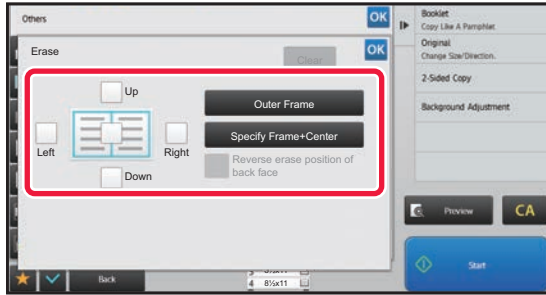 Others
OK
Booklet
Copy Like A Pamphlet.
Original
Change Size/Direction.
2-Sided Copy
Background Adjustment
Erase
Clear
OK
Up
Outer Frame
Specify Frame+Center
Left
Right
Reverse erase position of
back face
Down
Preview
CA
Start
Back
4 8½x11